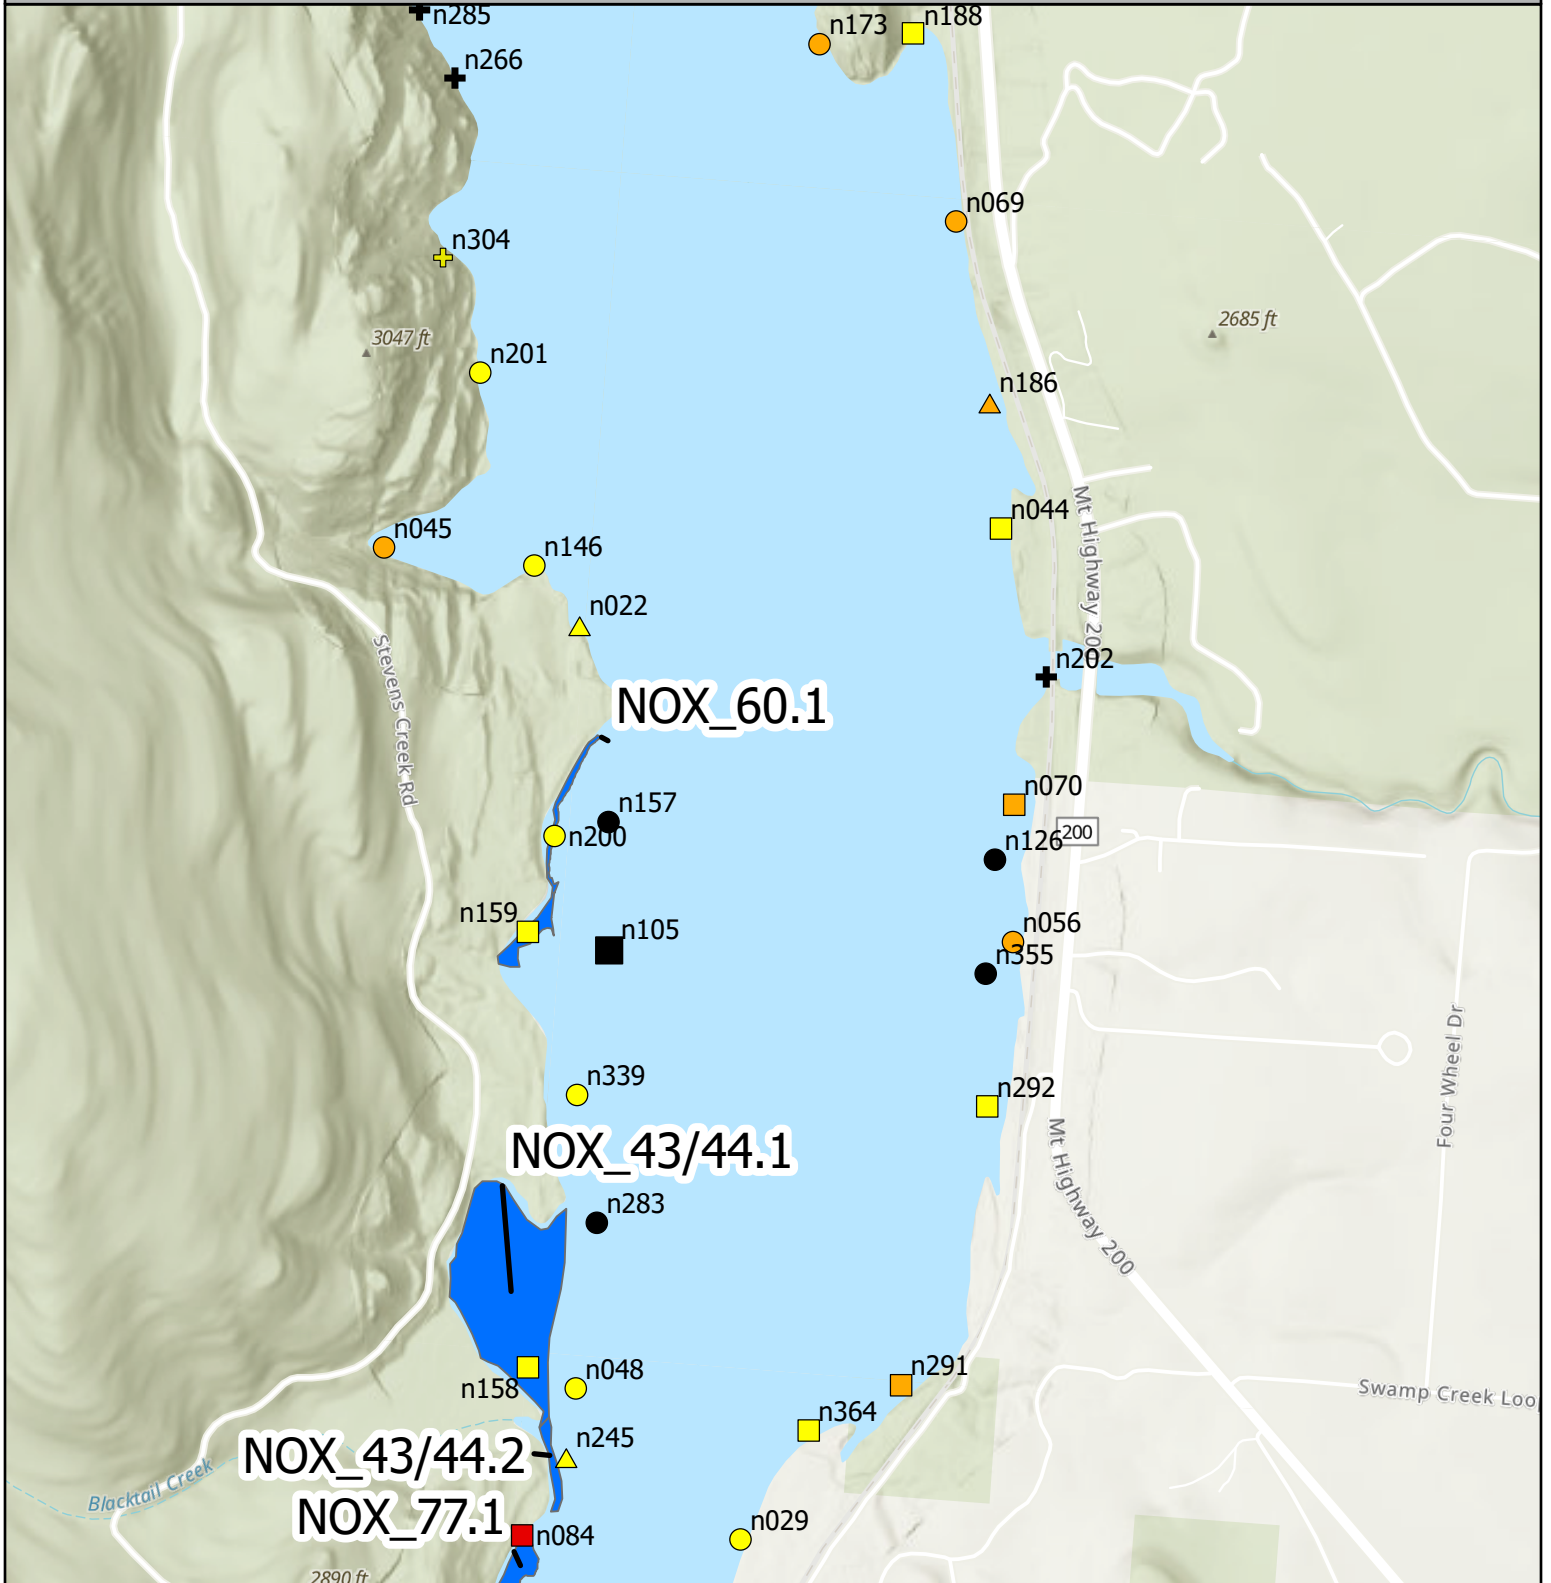 n285
n173
n188
n266
n069
n304
3047 ft
2685 ft
n201
n186
n044
Mt Highway 200
n045
n146
n022
n202
Stevens Creek Rd
NOX_60.1
n070
n157
n200
200
n126
n159
n105
n056
n355
Four Wheel Dr
n339
n292
NOX_43/44.1
Mt Highway 200
n283
n291
n158
n048
Swamp Creek Loo
n364
NOX_43/44.2
n245
Blacktail Creek
NOX_77.1
n084
n029
2890 ft